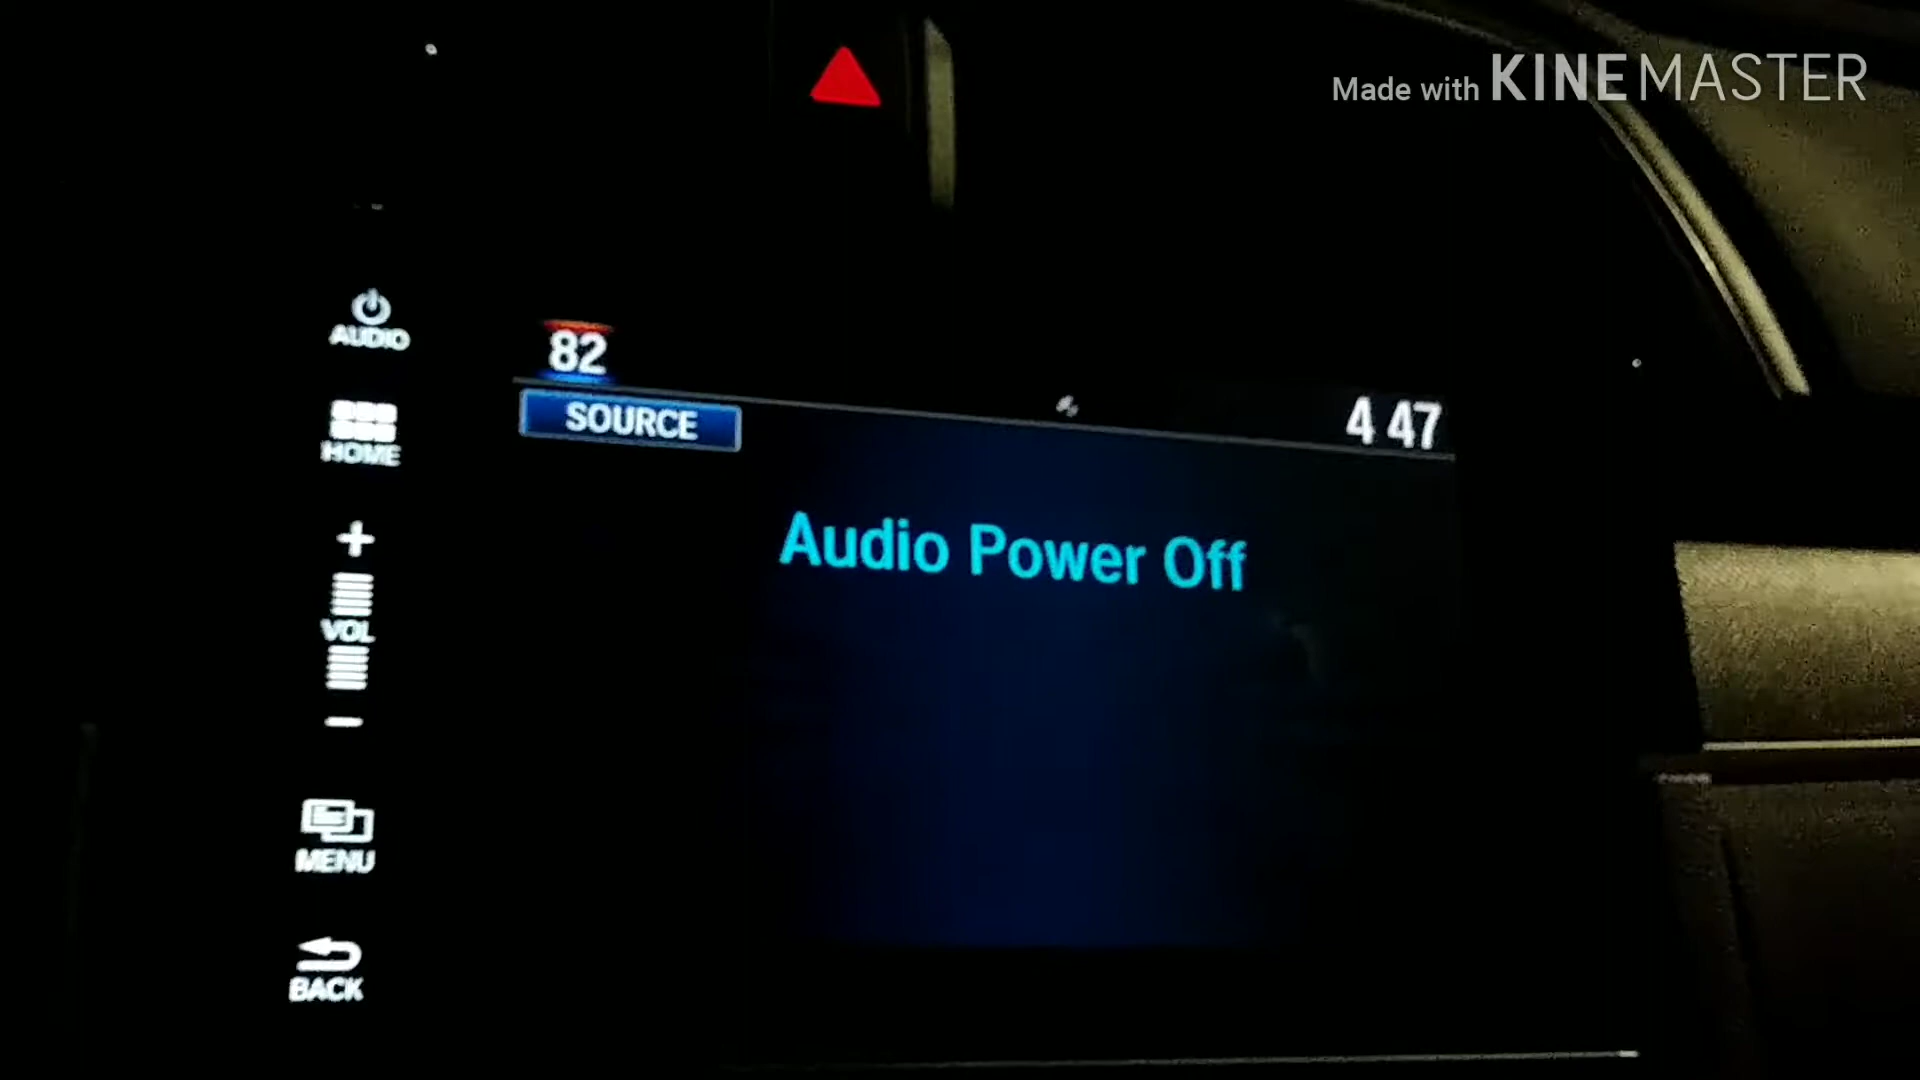 Made with KINEMASTER
AUDIO
82
SOURCE
4 47
HOME
Audio Power Off
+
VOL
-
MENU
BACK